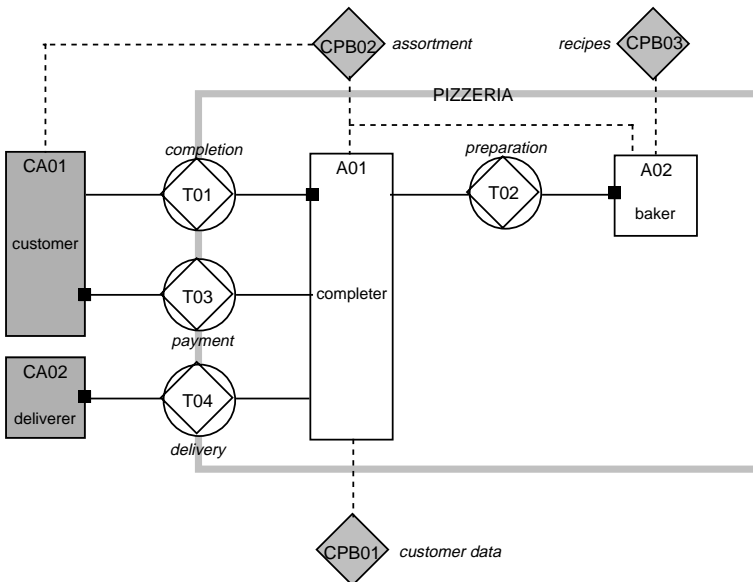 CPB02 assortment
recipes CPB03
PIZZERIA
completion
preparation
CA01
A01
A02
T01
T02
baker
customer
T03
completer
payment
CA02
T04
deliverer
delivery
CPB01 customer data